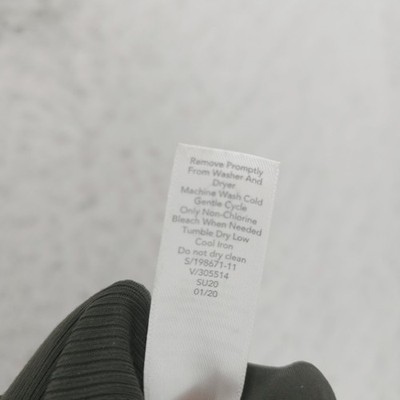 Remove Promptly
From Washer And
Dryer
Machine Wash Cold
Gentle Cycle
Only Non-Chlorine
Bleach When Needed
Tumble Dry Low
Cool Iron
Do not dry clean
S/198671-11
V/305514
SU20
01/20